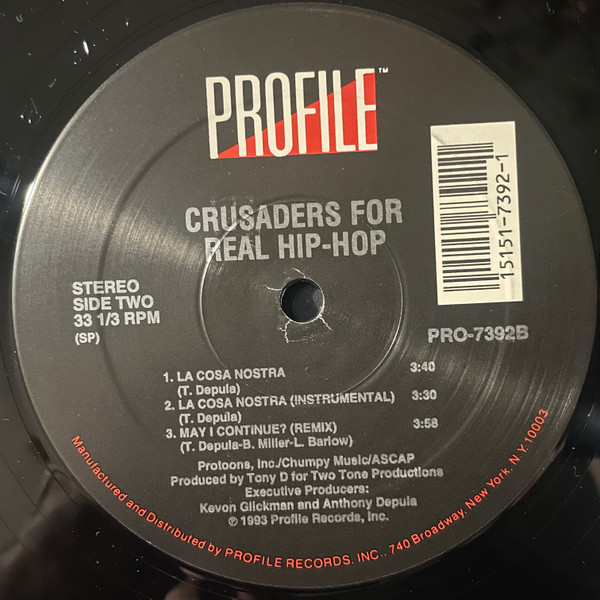 PROFILE™
CRUSADERS FOR
REAL HIP-HOP
15151-7392-1
STEREO
SIDE TWO
33 1/3 RPM
(SP)
PRO-7392B
1. LA COSA NOSTRA 3:40
(T. Depula)
2. LA COSA NOSTRA (INSTRUMENTAL) 3:30
(T. Depula)
3. MAY I CONTINUE? (REMIX) 3:58
(T. Depula-B. Miller-L. Barlow)
Protoons, Inc./Chumpy Music/ASCAP
Produced by Tony D for Two Tone Productions
Executive Producers:
Kevon Glickman and Anthony Depula
℗ 1993 Profile Records, Inc.
Manufactured and Distributed by PROFILE RECORDS. INC., 740 Broadway, New York, N Y 10003